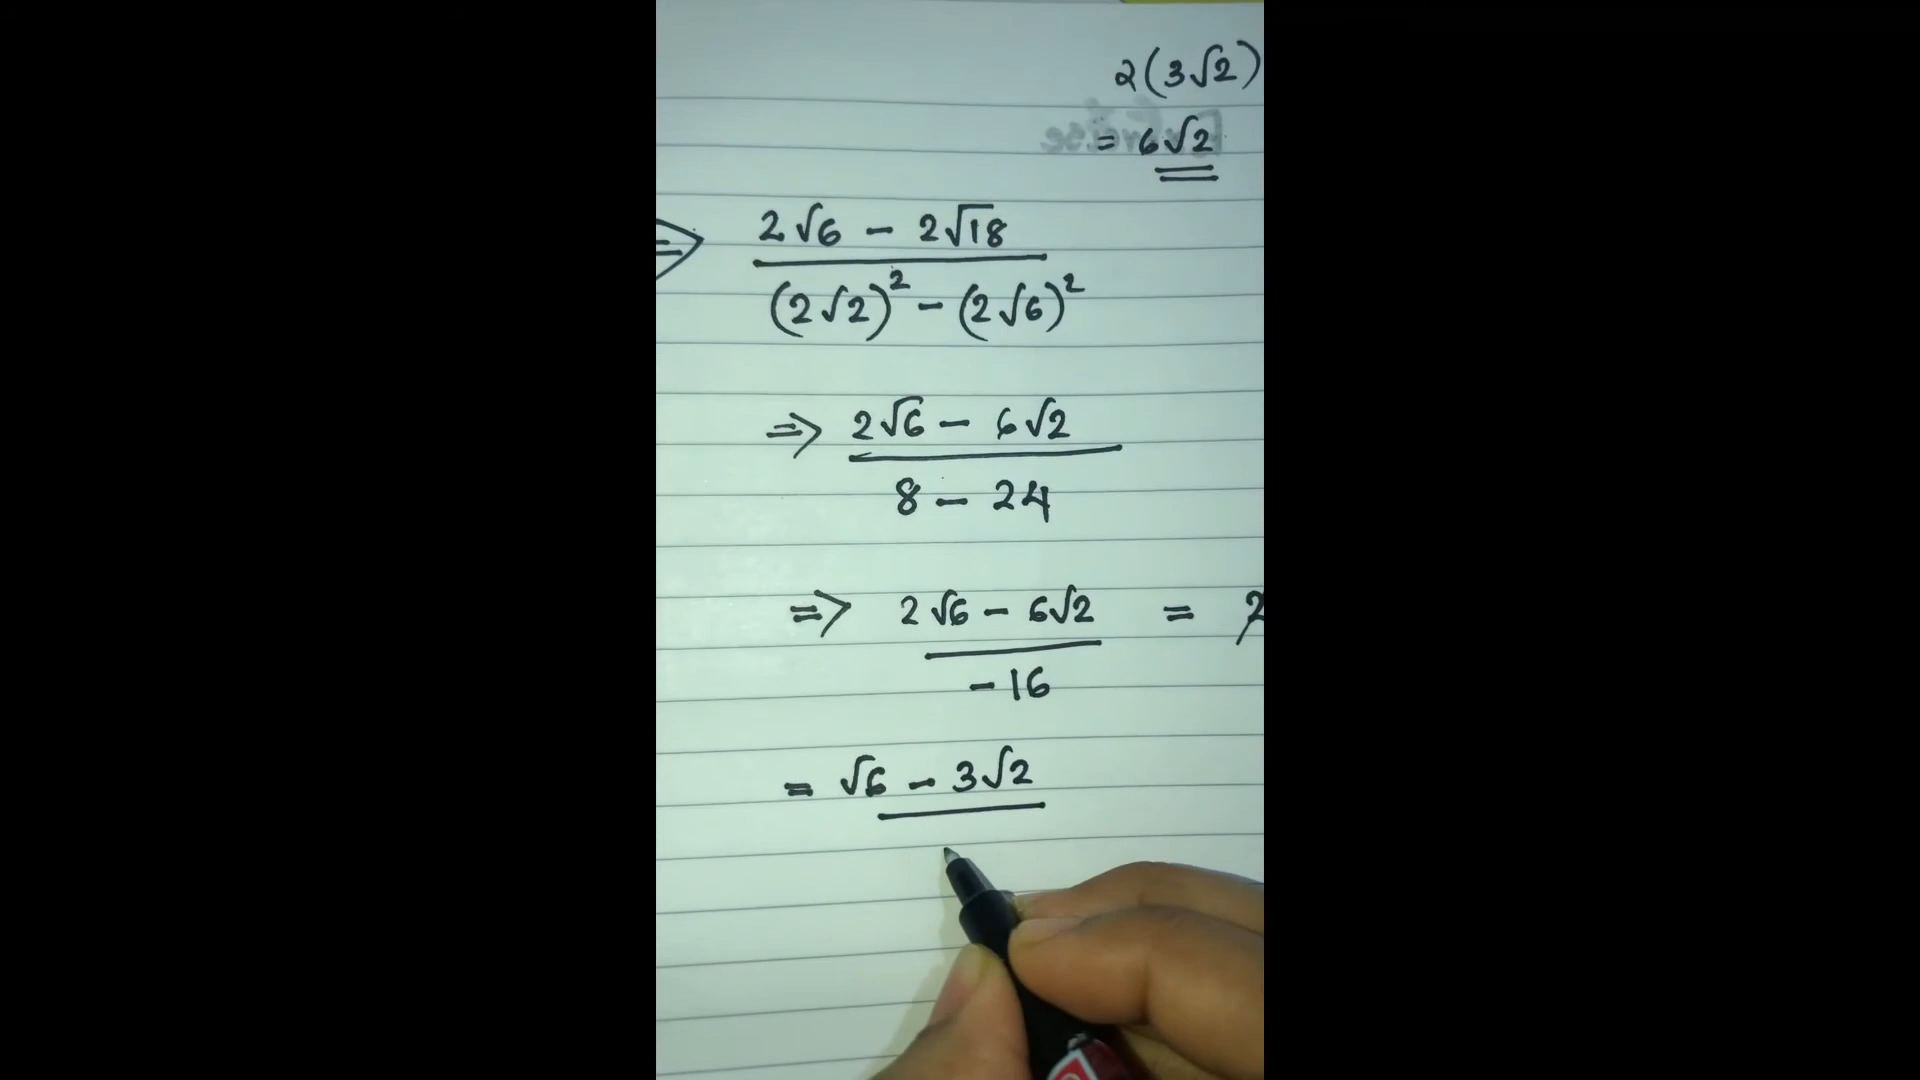 2(3√2)
= 6√2
2√6 - 2√18
(2√2)² - (2√6)²
=> 2√6 - 6√2
8 - 24
=> 2√6 - 6√2 = 2
-16
= √6 - 3√2